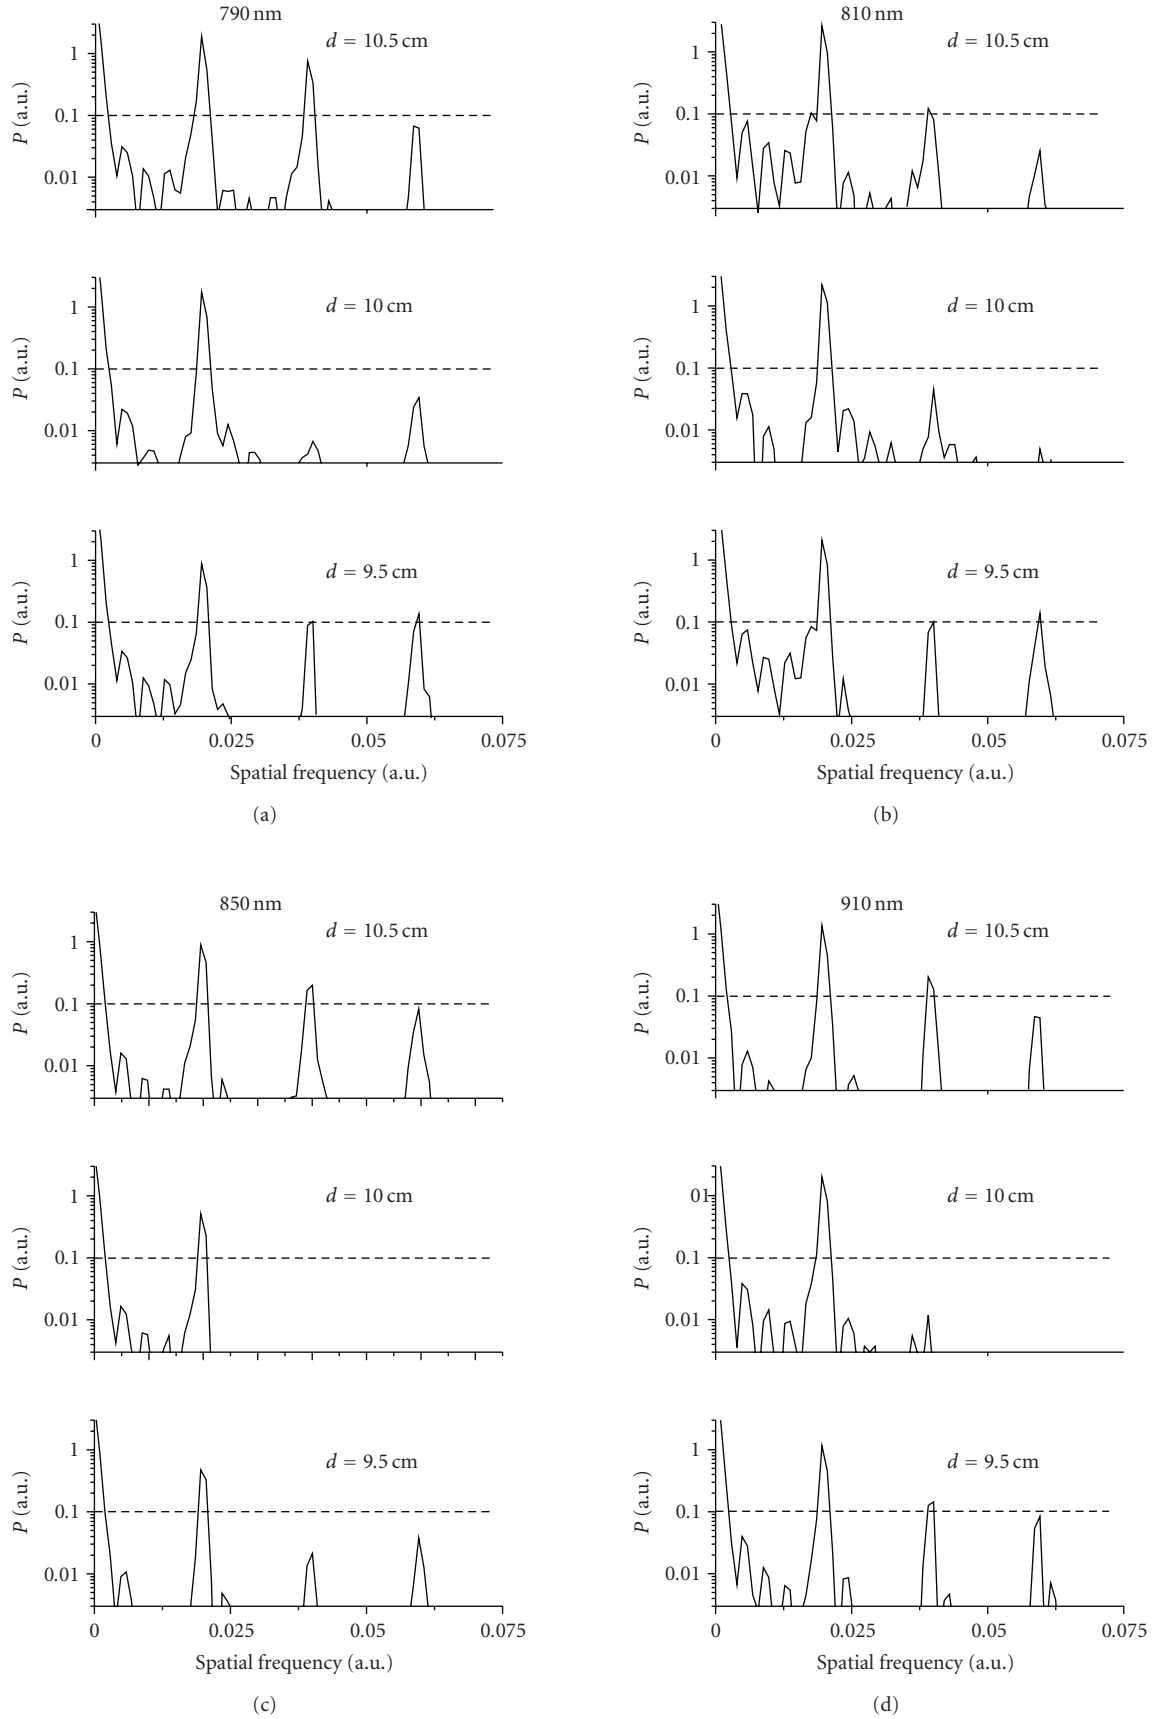 790 nm
d = 10.5 cm
P (a.u.)
1
0.1
0.01
d = 10 cm
P (a.u.)
1
0.1
0.01
d = 9.5 cm
P (a.u.)
1
0.1
0.01
0 0.025 0.05 0.075
Spatial frequency (a.u.)
(a)
810 nm
d = 10.5 cm
P (a.u.)
1
0.1
0.01
d = 10 cm
P (a.u.)
1
0.1
0.01
d = 9.5 cm
P (a.u.)
1
0.1
0.01
0 0.025 0.05 0.075
Spatial frequency (a.u.)
(b)
850 nm
d = 10.5 cm
P (a.u.)
1
0.1
0.01
d = 10 cm
P (a.u.)
1
0.1
0.01
d = 9.5 cm
P (a.u.)
1
0.1
0.01
0 0.025 0.05 0.075
Spatial frequency (a.u.)
(c)
910 nm
d = 10.5 cm
P (a.u.)
1
0.1
0.01
d = 10 cm
P (a.u.)
01
0.1
0.01
d = 9.5 cm
P (a.u.)
1
0.1
0.01
0 0.025 0.05 0.075
Spatial frequency (a.u.)
(d)